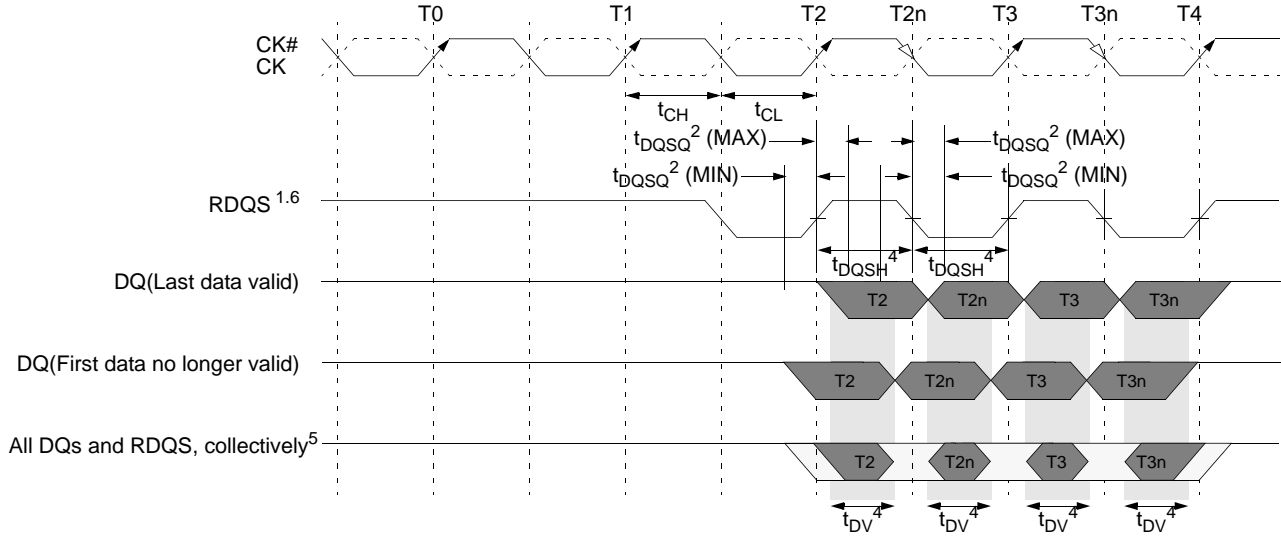 T0 T1 T2 T2n T3 T3n T4
CK#
CK
tCH tCL
tDQSQ2 (MAX) tDQSQ2 (MAX)
tDQSQ2 (MIN) tDQSQ2 (MIN)
RDQS 1.6
tDQSH4 tDQSH4
DQ(Last data valid)
T2 T2n T3 T3n
DQ(First data no longer valid)
T2 T2n T3 T3n
All DQs and RDQS, collectively5
T2 T2n T3 T3n
tDV4 tDV4 tDV4 tDV4